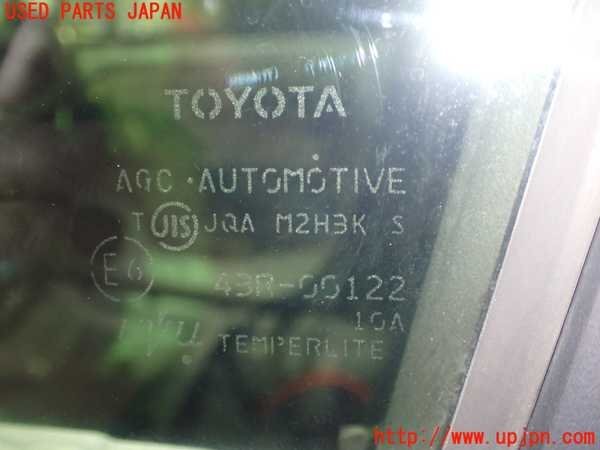 USED PARTS JAPAN
TOYOTA
AGC · AUTOMOTIVE
T JIS JQA M2H3K S
E6 43R-00122
10A
TEMPERLITE
http://www.upjpn.com/